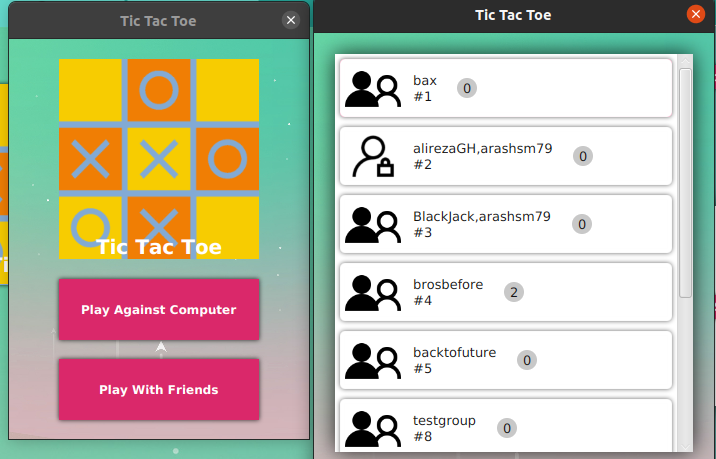 Tic Tac Toe
Tic Tac Toe
Play Against Computer
Play With Friends
Tic Tac Toe
bax
#1
0
alirezaGH,arashsm79
#2
0
BlackJack,arashsm79
#3
0
brosbefore
#4
2
backtofuture
#5
0
testgroup
#8
0